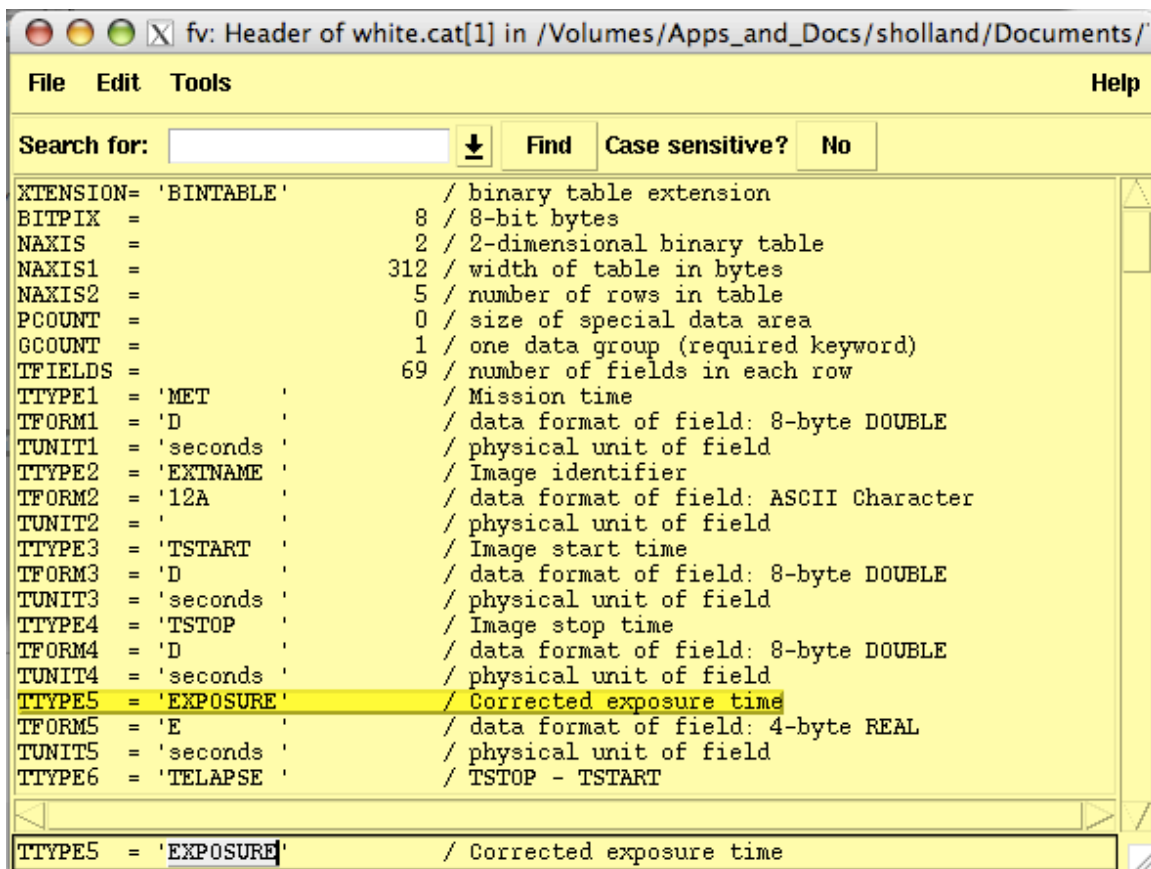 X fv: Header of white.cat[1] in /Volumes/Apps_and_Docs/sholland/Documents/
File Edit Tools Help
Search for: Find Case sensitive? No
XTENSION= 'BINTABLE' / binary table extension
BITPIX = 8 / 8-bit bytes
NAXIS = 2 / 2-dimensional binary table
NAXIS1 = 312 / width of table in bytes
NAXIS2 = 5 / number of rows in table
PCOUNT = 0 / size of special data area
GCOUNT = 1 / one data group (required keyword)
TFIELDS = 69 / number of fields in each row
TTYPE1 = 'MET ' / Mission time
TFORM1 = 'D ' / data format of field: 8-byte DOUBLE
TUNIT1 = 'seconds ' / physical unit of field
TTYPE2 = 'EXTNAME ' / Image identifier
TFORM2 = '12A ' / data format of field: ASCII Character
TUNIT2 = ' ' / physical unit of field
TTYPE3 = 'TSTART ' / Image start time
TFORM3 = 'D ' / data format of field: 8-byte DOUBLE
TUNIT3 = 'seconds ' / physical unit of field
TTYPE4 = 'TSTOP ' / Image stop time
TFORM4 = 'D ' / data format of field: 8-byte DOUBLE
TUNIT4 = 'seconds ' / physical unit of field
TTYPE5 = 'EXPOSURE' / Corrected exposure time
TFORM5 = 'E ' / data format of field: 4-byte REAL
TUNIT5 = 'seconds ' / physical unit of field
TTYPE6 = 'TELAPSE ' / TSTOP - TSTART
TTYPE5 = 'EXPOSURE' / Corrected exposure time